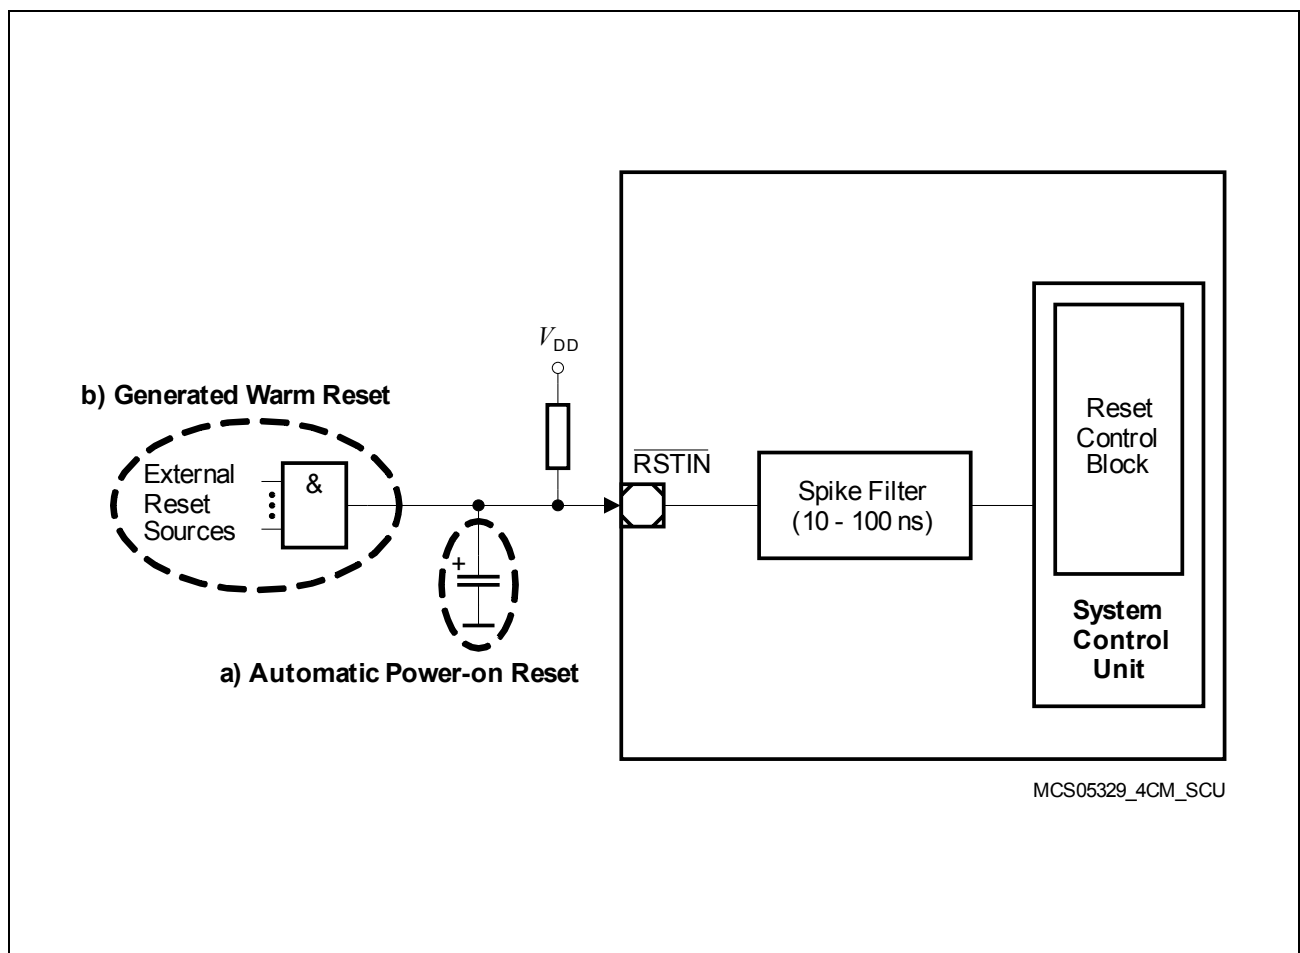 V_DD
b) Generated Warm Reset
External
Reset
Sources
&
RSTIN
+
a) Automatic Power-on Reset
Spike Filter
(10 - 100 ns)
Reset
Control
Block
System
Control
Unit
MCS05329_4CM_SCU